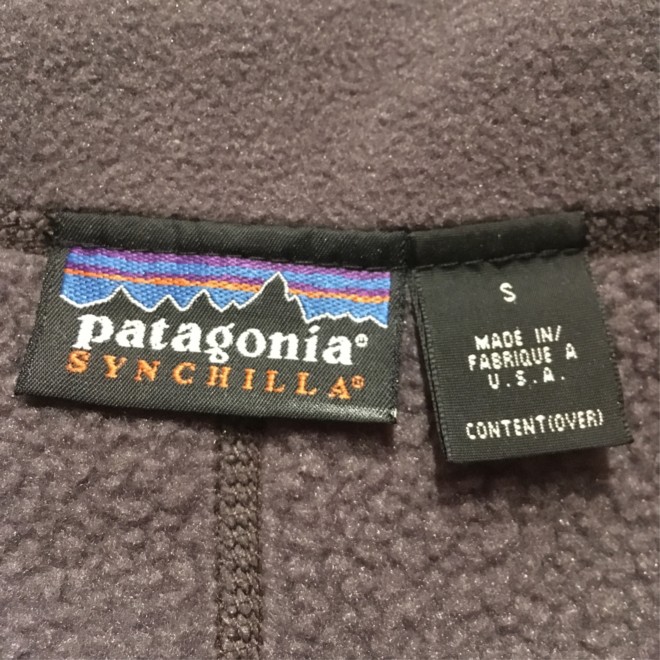 patagonia®
SYNCHILLA®
S
MADE IN/
FABRIQUE A
U.S.A.
CONTENT(OVER)